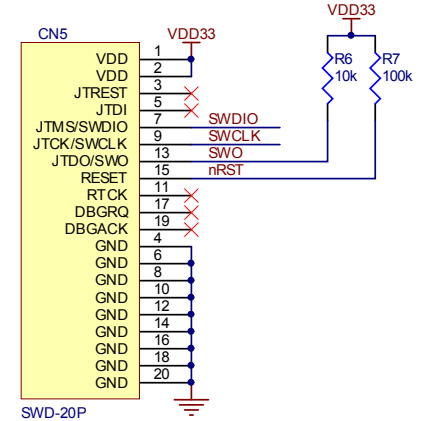 CN5
VDD33
VDD33
VDD 1
VDD 2
JTREST 3
JTDI 5
JTMS/SWDIO 7 SWDIO
JTCK/SWCLK 9 SWCLK
JTDO/SWO 13 SWO
RESET 15 nRST
RTCK 11
DBGRQ 17
DBGACK 19
GND 4
GND 6
GND 8
GND 10
GND 12
GND 14
GND 16
GND 18
GND 20
SWD-20P
R6
10k
R7
100k